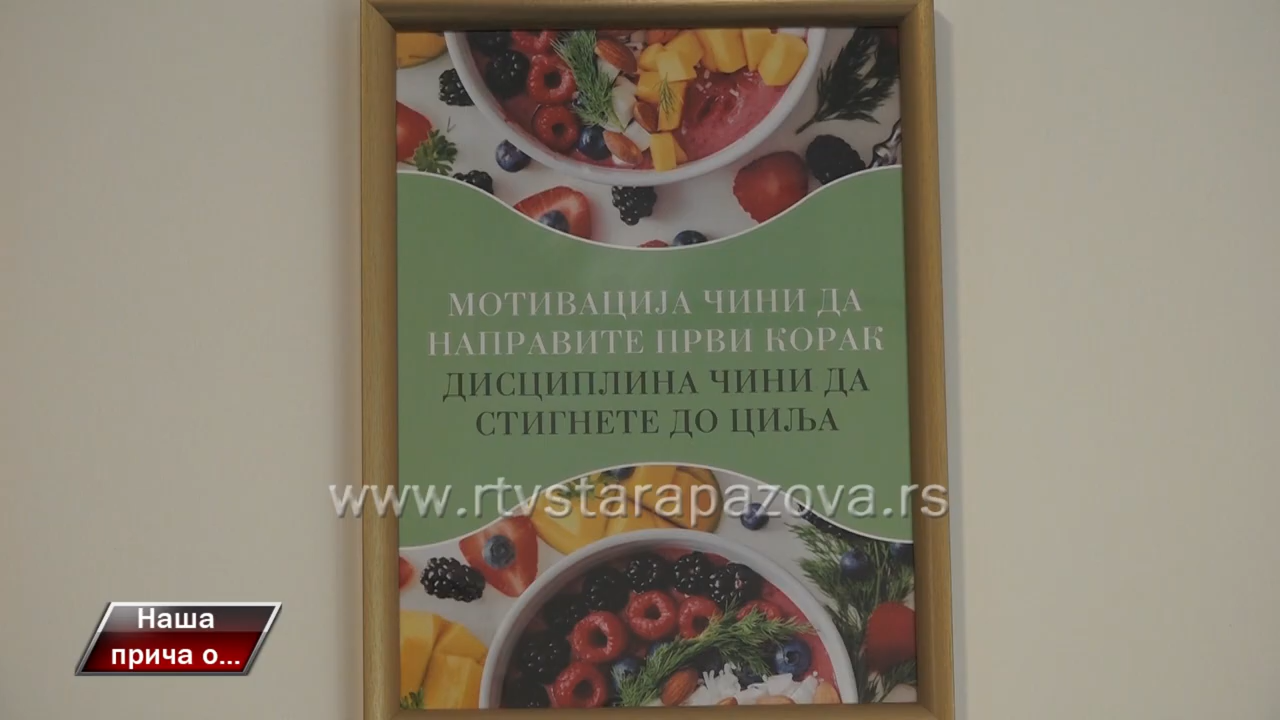 МОТИВАЦИЈА ЧИНИ ДА
НАПРАВИТЕ ПРВИ КОРАК
ДИСЦИПЛИНА ЧИНИ ДА
СТИГНЕТЕ ДО ЦИЉА
www.rtvstarapazova.rs
Наша
прича о...